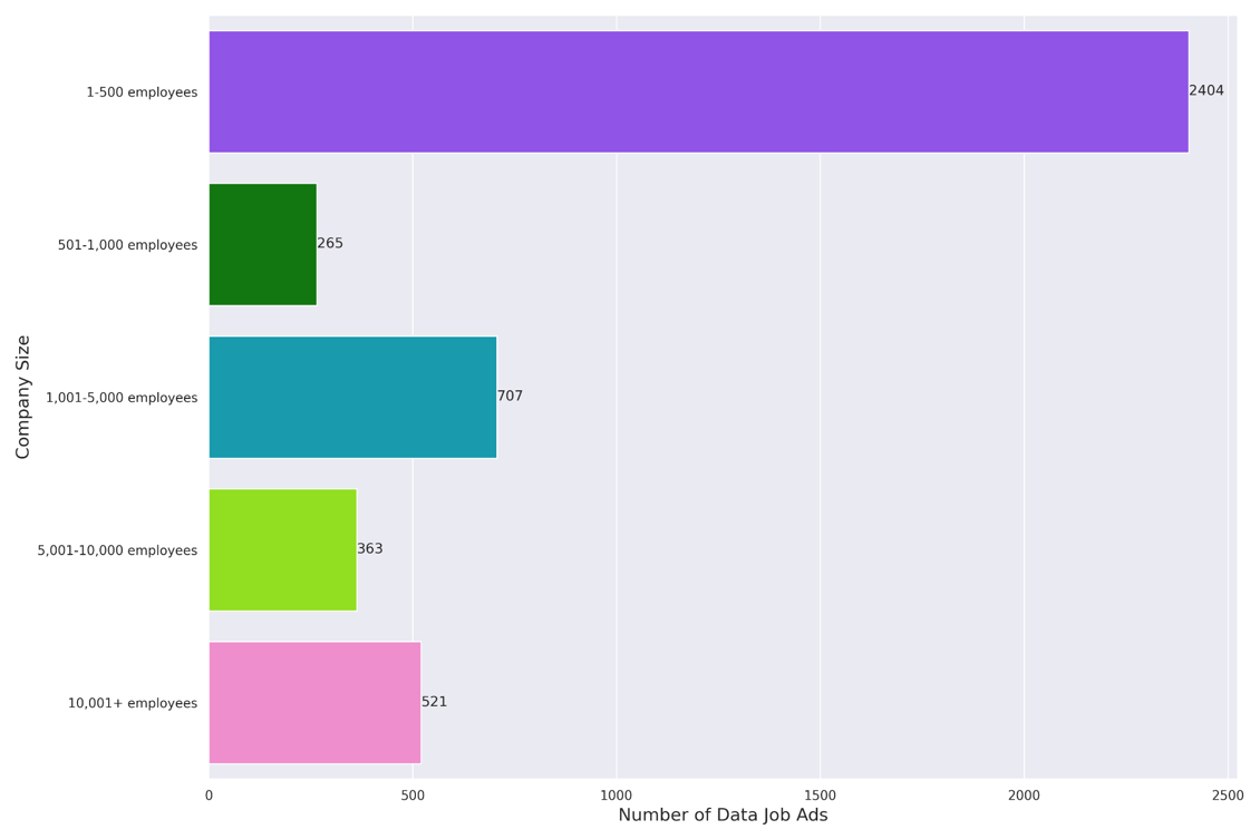 1-500 employees
2404
501-1,000 employees
265
1,001-5,000 employees
707
5,001-10,000 employees
363
10,001+ employees
521
Company Size
0 500 1000 1500 2000 2500
Number of Data Job Ads